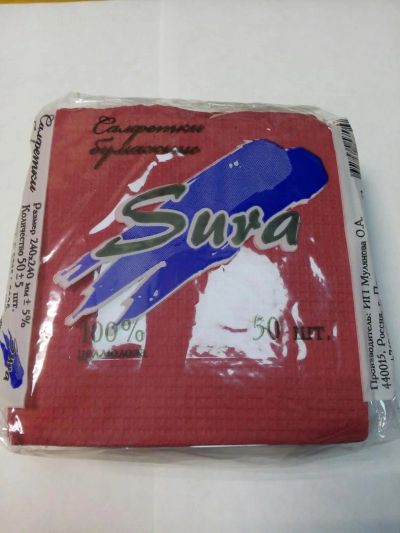 Салфетки
бумажные
Sura
100%
целлюлоза
50 шт.
Салфетки
Размер 240х240 мм ± 5%
Количество 50 ± 5 шт.
Sura
Производитель: ИП Мулянова О.А.
440015, Россия, г. П